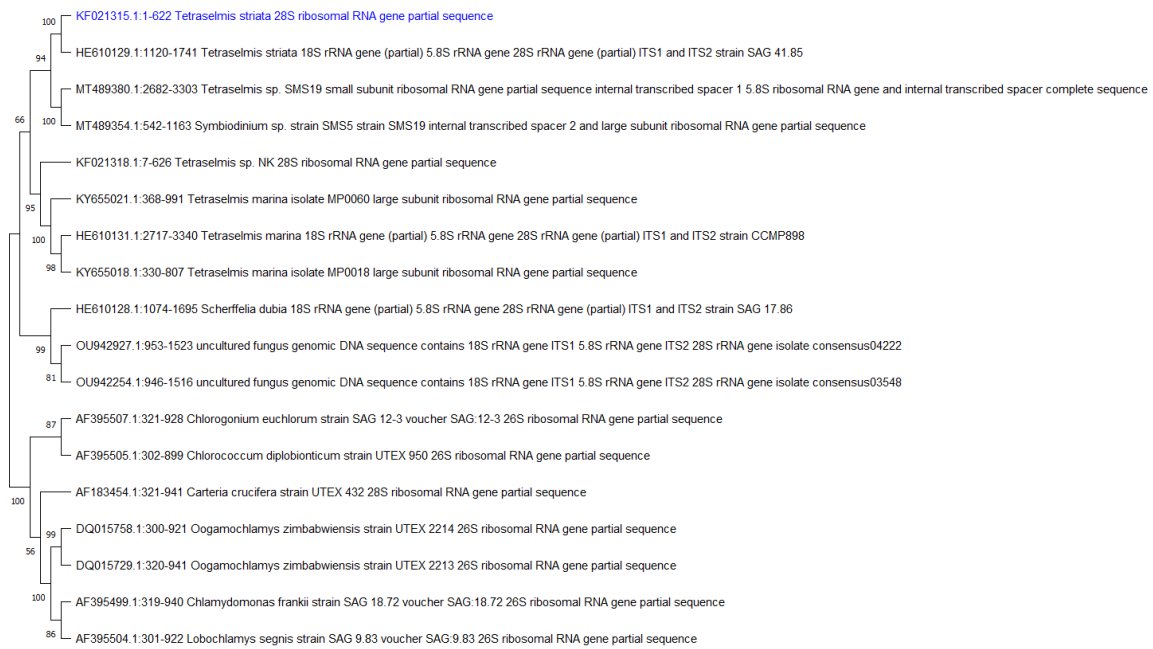 KF021315.1:1-622 Tetraselmis striata 28S ribosomal RNA gene partial sequence
100
HE610129.1:1120-1741 Tetraselmis striata 18S rRNA gene (partial) 5.8S rRNA gene 28S rRNA gene (partial) ITS1 and ITS2 strain SAG 41.85
94
MT489380.1:2682-3303 Tetraselmis sp. SMS19 small subunit ribosomal RNA gene partial sequence internal transcribed spacer 1 5.8S ribosomal RNA gene and internal transcribed spacer complete sequence
66
100
MT489354.1:542-1163 Symbiodinium sp. strain SMS5 strain SMS19 internal transcribed spacer 2 and large subunit ribosomal RNA gene partial sequence
KF021318.1:7-626 Tetraselmis sp. NK 28S ribosomal RNA gene partial sequence
KY655021.1:368-991 Tetraselmis marina isolate MP0060 large subunit ribosomal RNA gene partial sequence
95
HE610131.1:2717-3340 Tetraselmis marina 18S rRNA gene (partial) 5.8S rRNA gene 28S rRNA gene (partial) ITS1 and ITS2 strain CCMP898
100
98
KY655018.1:330-807 Tetraselmis marina isolate MP0018 large subunit ribosomal RNA gene partial sequence
HE610128.1:1074-1695 Scherffelia dubia 18S rRNA gene (partial) 5.8S rRNA gene 28S rRNA gene (partial) ITS1 and ITS2 strain SAG 17.86
99
OU942927.1:953-1523 uncultured fungus genomic DNA sequence contains 18S rRNA gene ITS1 5.8S rRNA gene ITS2 28S rRNA gene isolate consensus04222
81
OU942254.1:946-1516 uncultured fungus genomic DNA sequence contains 18S rRNA gene ITS1 5.8S rRNA gene ITS2 28S rRNA gene isolate consensus03548
AF395507.1:321-928 Chlorogonium euchlorum strain SAG 12-3 voucher SAG:12-3 26S ribosomal RNA gene partial sequence
87
AF395505.1:302-899 Chlorococcum diplobionticum strain UTEX 950 26S ribosomal RNA gene partial sequence
AF183454.1:321-941 Carteria crucifera strain UTEX 432 28S ribosomal RNA gene partial sequence
100
DQ015758.1:300-921 Oogamochlamys zimbabwiensis strain UTEX 2214 26S ribosomal RNA gene partial sequence
99
56
DQ015729.1:320-941 Oogamochlamys zimbabwiensis strain UTEX 2213 26S ribosomal RNA gene partial sequence
100
AF395499.1:319-940 Chlamydomonas frankii strain SAG 18.72 voucher SAG:18.72 26S ribosomal RNA gene partial sequence
86
AF395504.1:301-922 Lobochlamys segnis strain SAG 9.83 voucher SAG:9.83 26S ribosomal RNA gene partial sequence